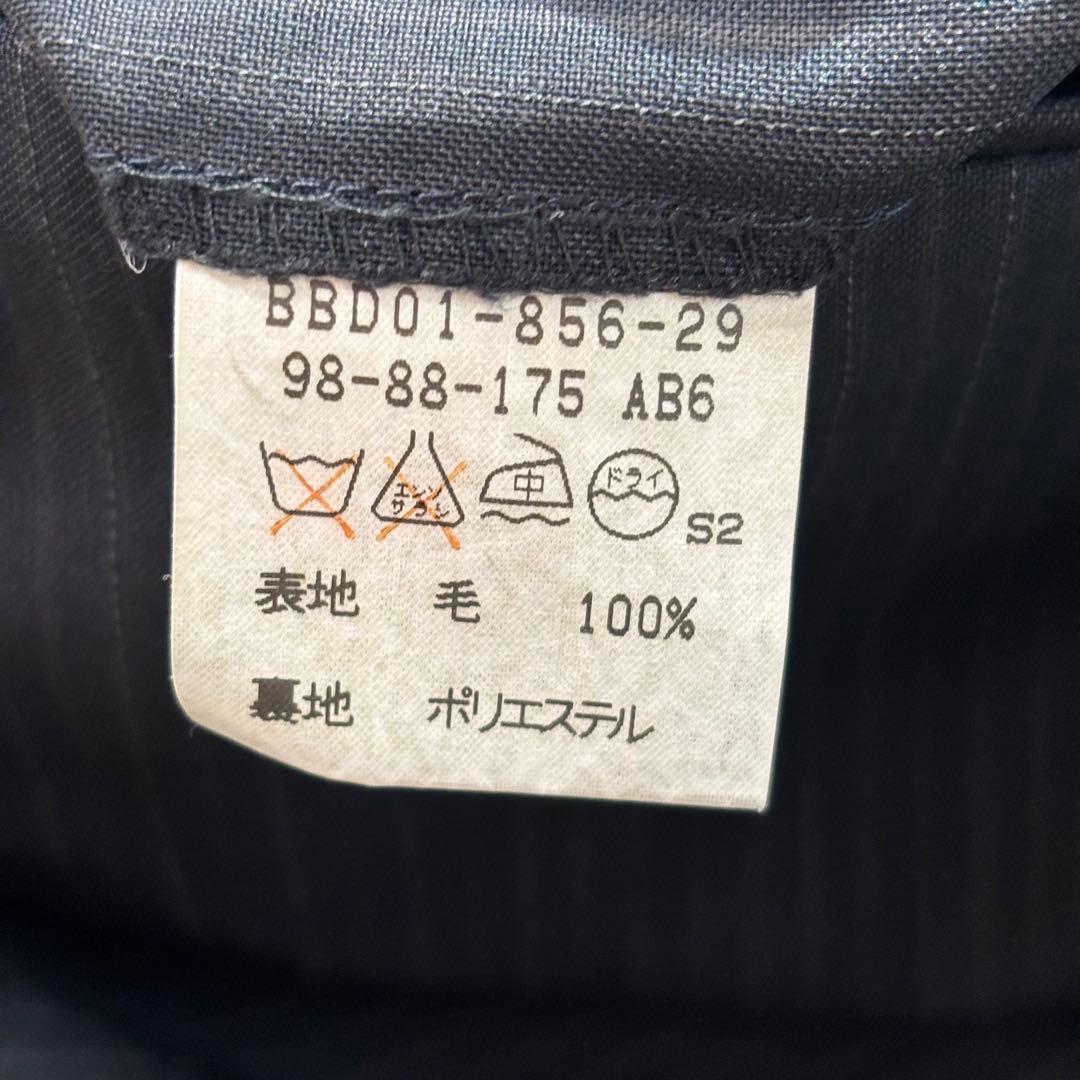 BBD01-856-29
98-88-175 AB6
エンソ
サラシ
中
ドライ
S2
表地 毛 100%
裏地 ポリエステル